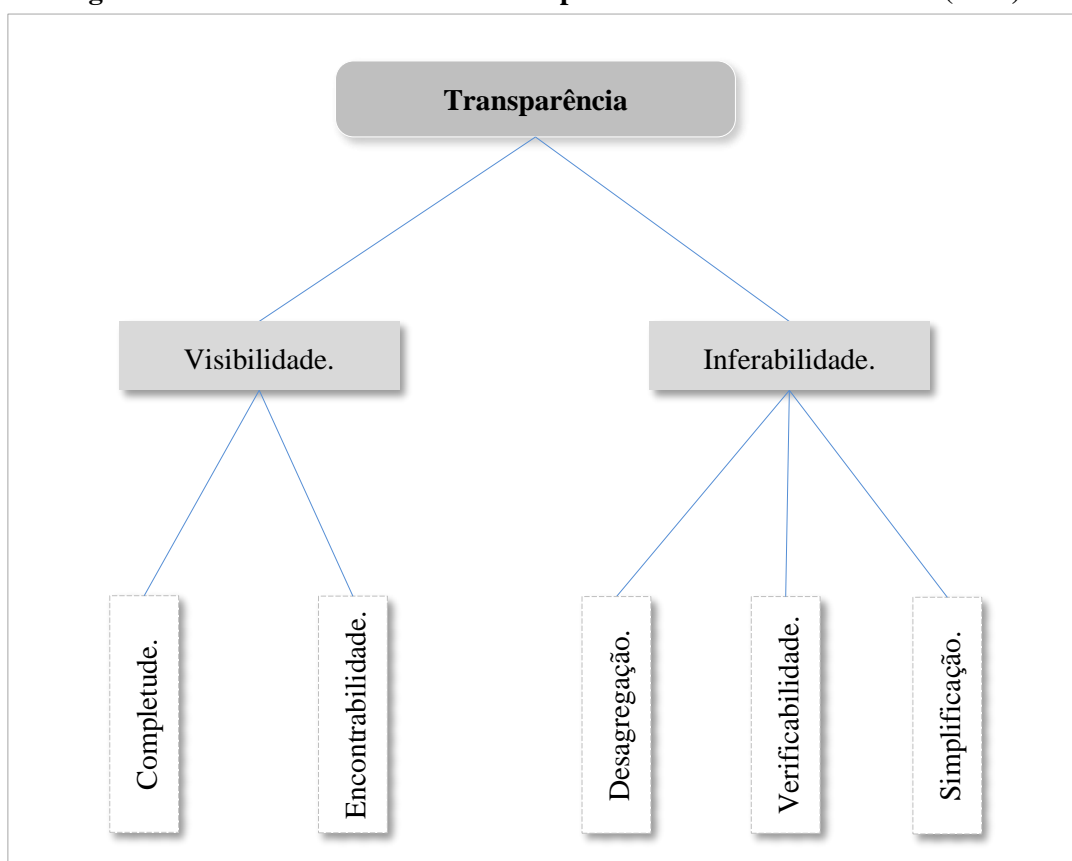 Transparência
Visibilidade.
Inferabilidade.
Completude.
Encontrabilidade.
Desagregação.
Verificabilidade.
Simplificação.